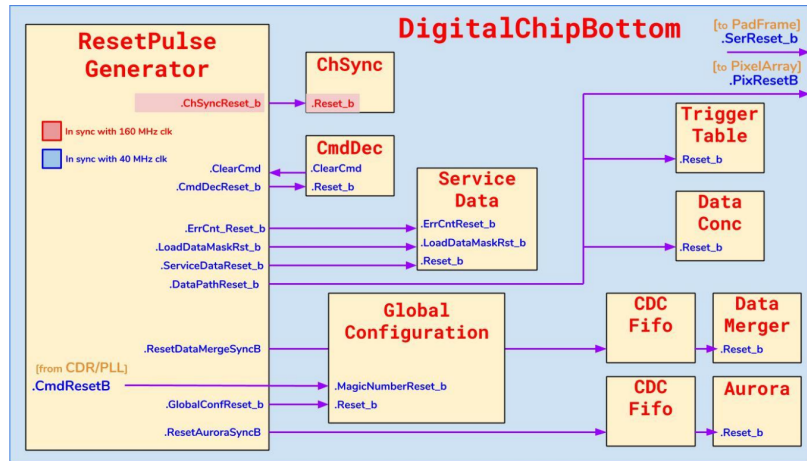 DigitalChipBottom
[to PadFrame]
.SerReset_b
[to PixelArray]
.PixResetB
ResetPulse
Generator
.ChSyncReset_b
In sync with 160 MHz clk
In sync with 40 MHz clk
.ClearCmd
.CmdDecReset_b
.ErrCnt_Reset_b
.LoadDataMaskRst_b
.ServiceDataReset_b
.DataPathReset_b
.ResetDataMergeSyncB
[from CDR/PLL]
.CmdResetB
.GlobalConfReset_b
.ResetAuroraSyncB
ChSync
.Reset_b
CmdDec
.ClearCmd
.Reset_b
Service
Data
.ErrCntReset_b
.LoadDataMaskRst_b
.Reset_b
Trigger
Table
.Reset_b
Data
Conc
.Reset_b
Global
Configuration
.MagicNumberReset_b
.Reset_b
CDC
Fifo
Data
Merger
.Reset_b
CDC
Fifo
Aurora
.Reset_b